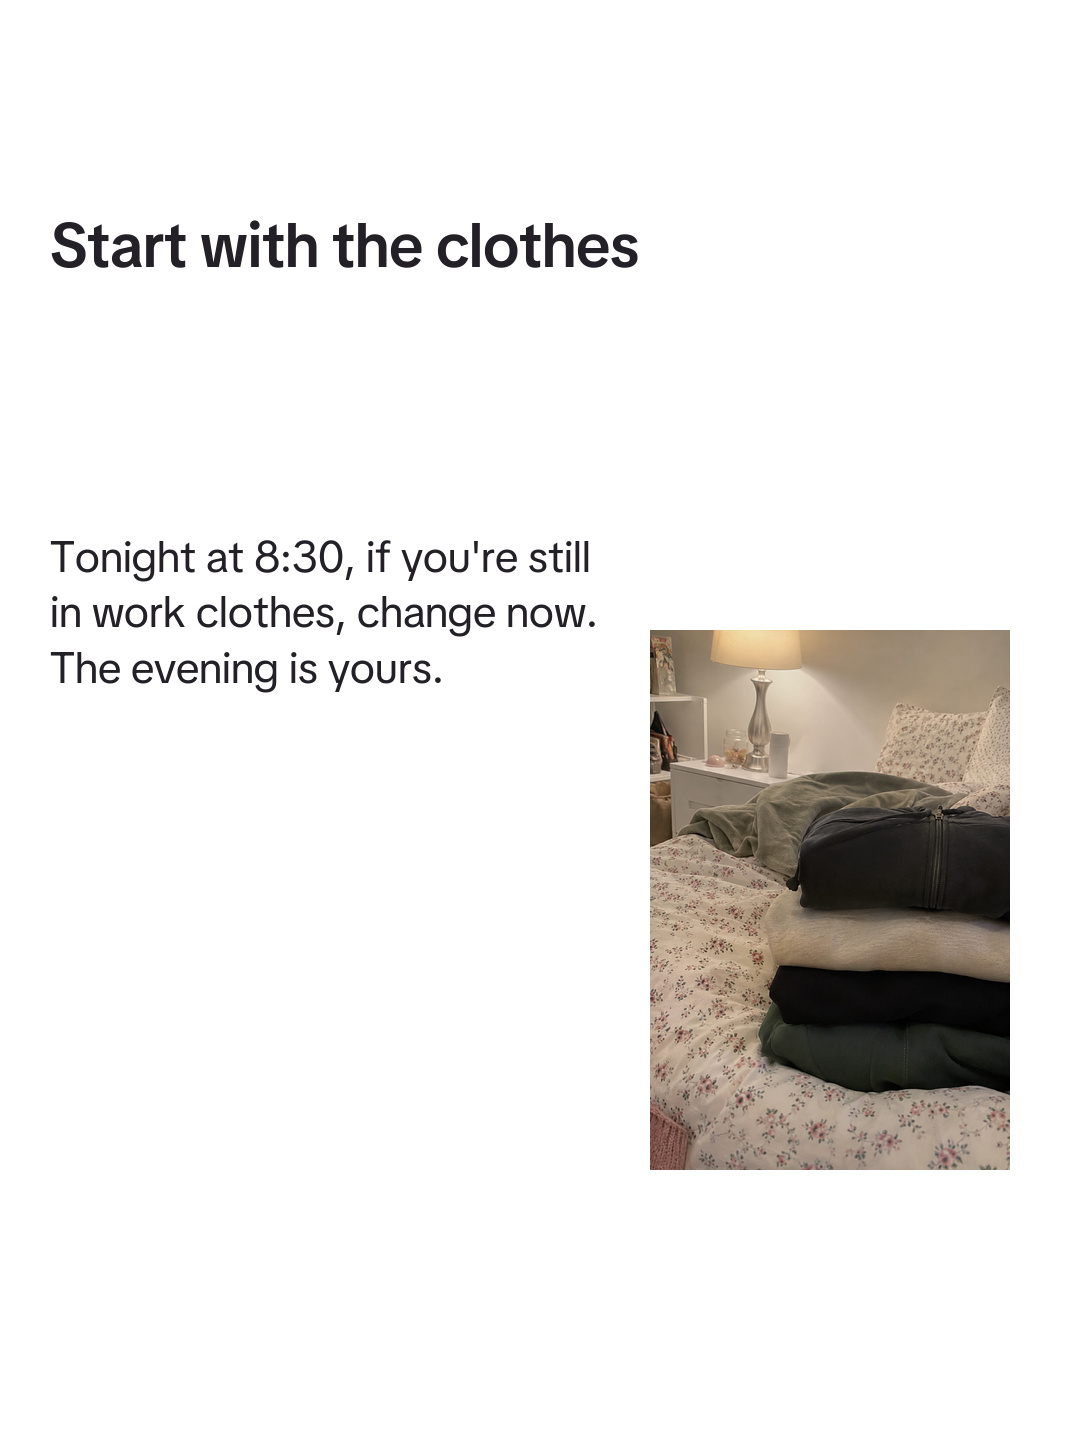 Start with the clothes
Tonight at 8:30, if you're still
in work clothes, change now.
The evening is yours.